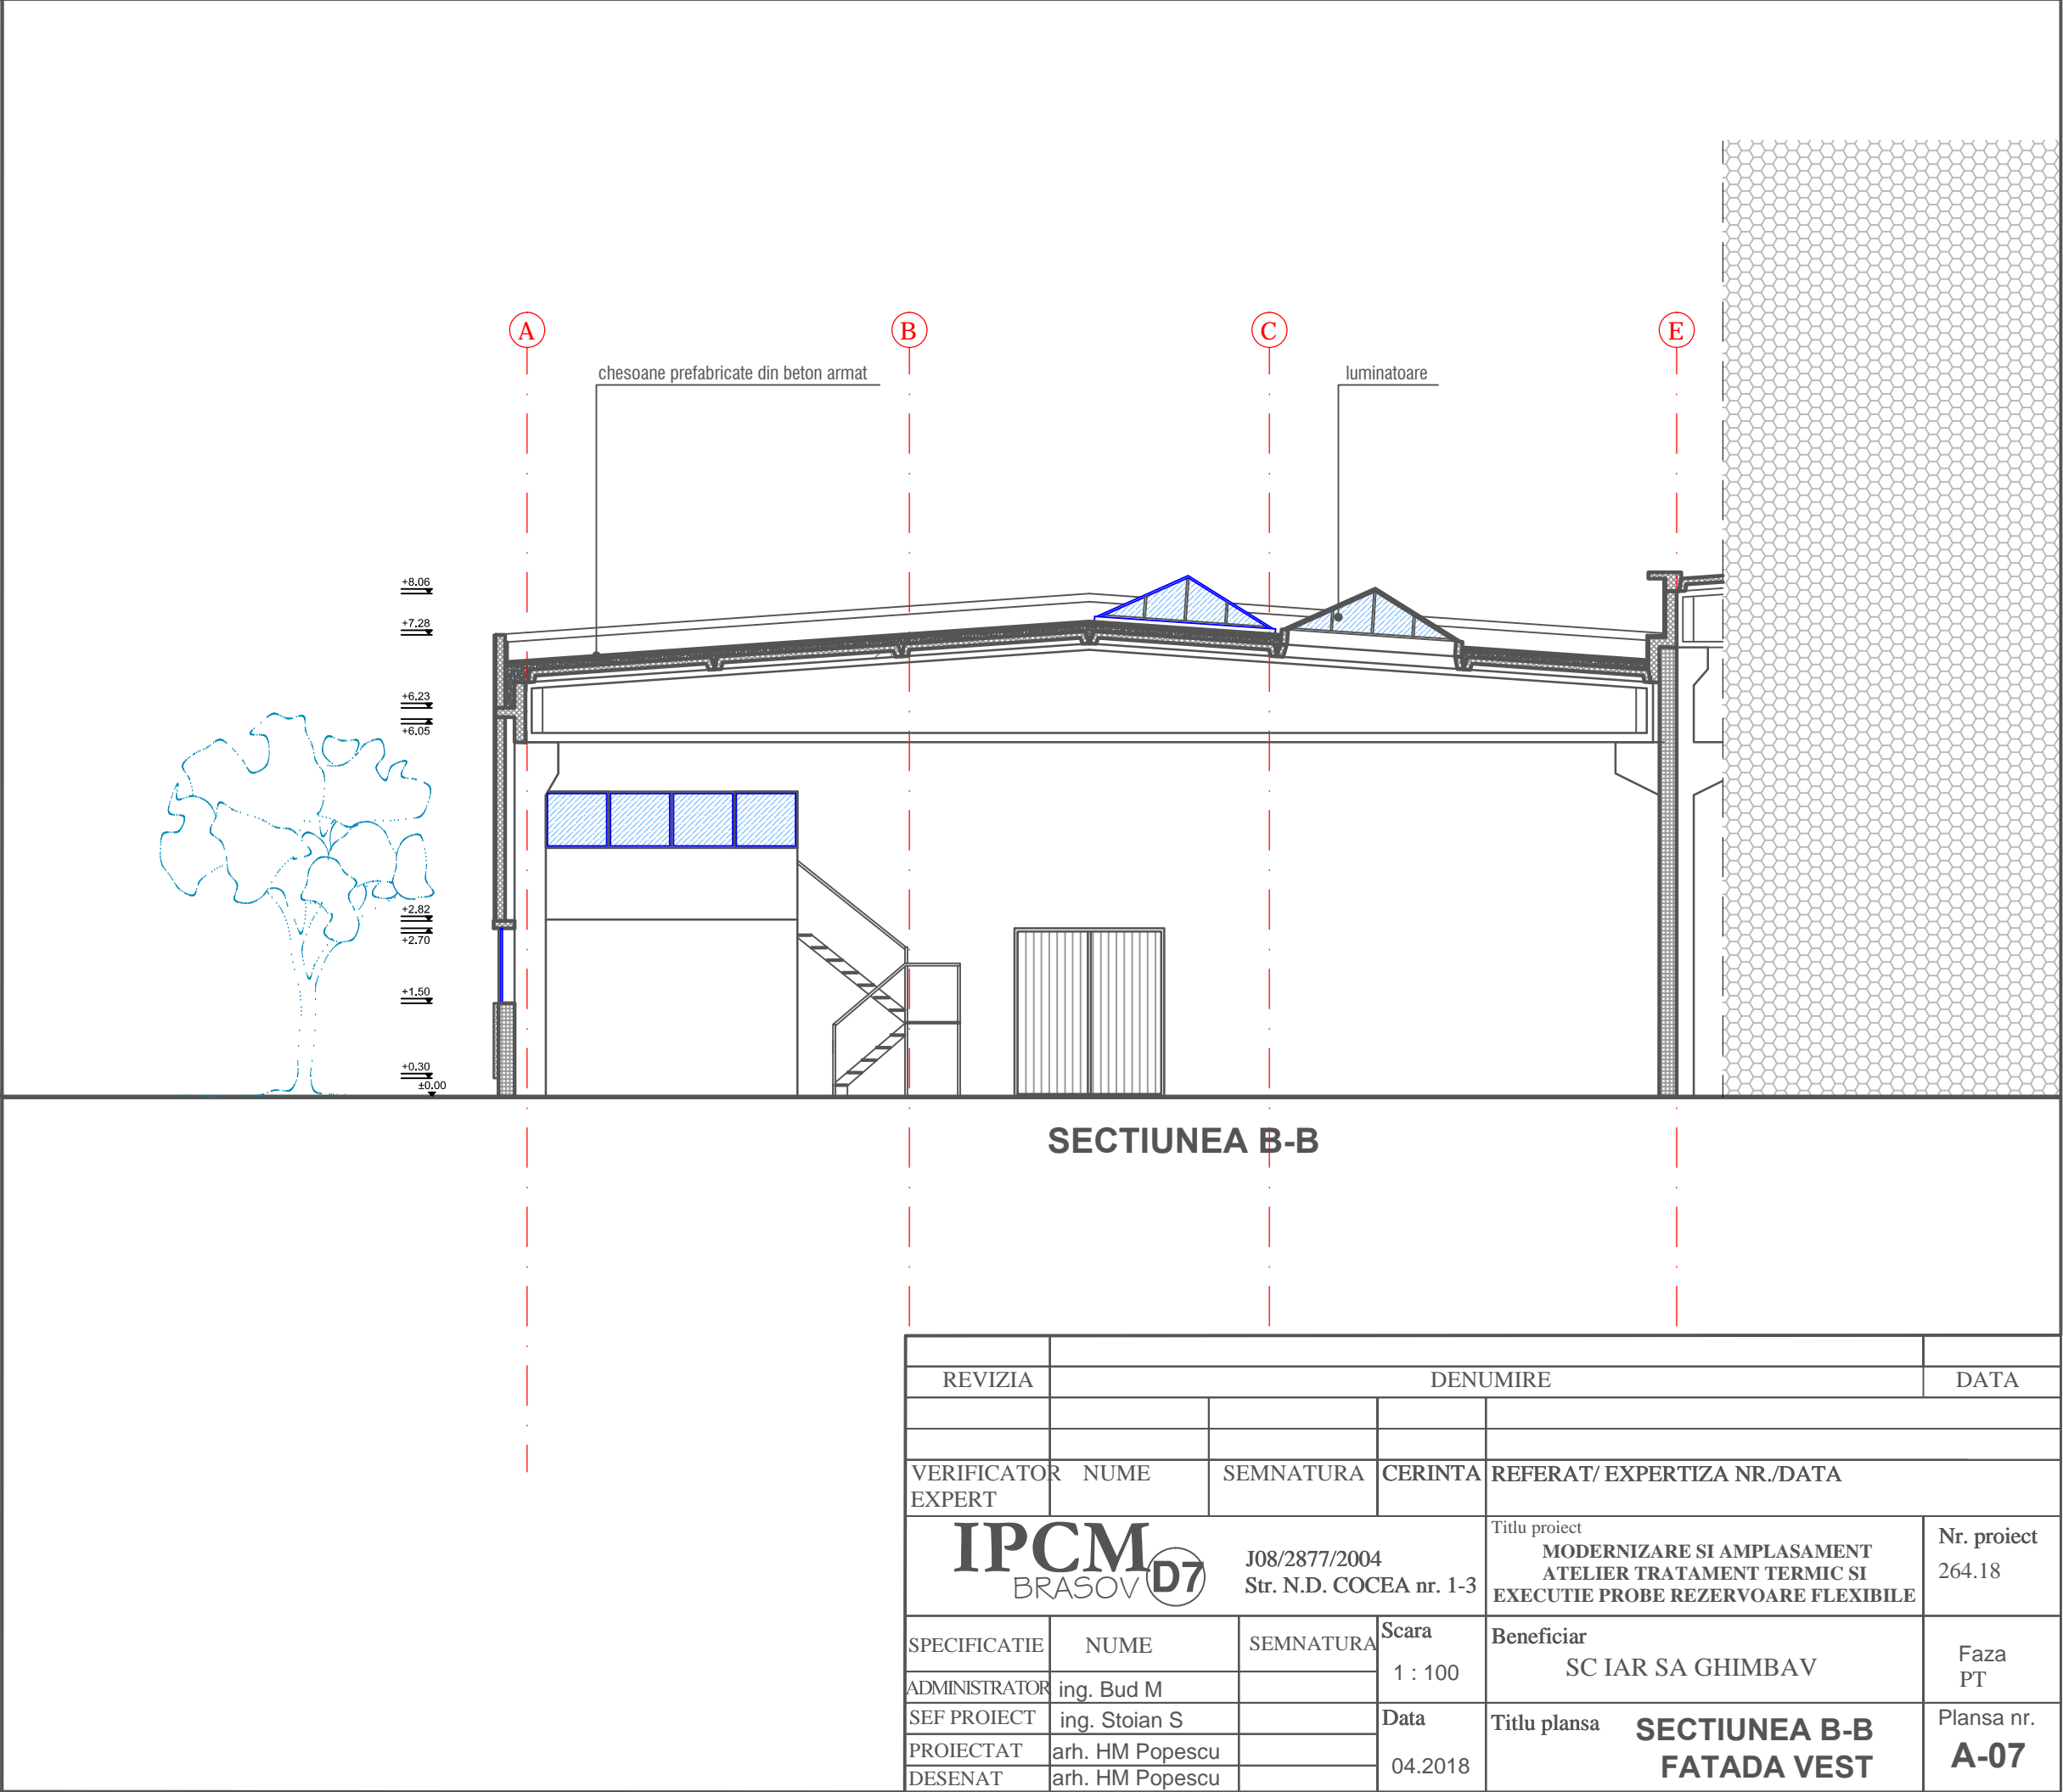 A
B
C
E
chesoane prefabricate din beton armat
luminatoare
+8.06
+7.28
+6.23
+6.05
+2.82
+2.70
+1.50
+0.30
±0.00
SECTIUNEA B-B
REVIZIA DENUMIRE DATA
VERIFICATOR NUME SEMNATURA CERINTA REFERAT/ EXPERTIZA NR./DATA
EXPERT
IPCM
BRASOV D7
J08/2877/2004
Str. N.D. COCEA nr. 1-3
Titlu proiect
MODERNIZARE SI AMPLASAMENT
ATELIER TRATAMENT TERMIC SI
EXECUTIE PROBE REZERVOARE FLEXIBILE
Nr. proiect
264.18
SPECIFICATIE NUME SEMNATURA
Scara
1 : 100
Beneficiar
SC IAR SA GHIMBAV
Faza
PT
ADMINISTRATOR ing. Bud M
SEF PROIECT ing. Stoian S
PROIECTAT arh. HM Popescu
DESENAT arh. HM Popescu
Data
04.2018
Titlu plansa
SECTIUNEA B-B
FATADA VEST
Plansa nr.
A-07